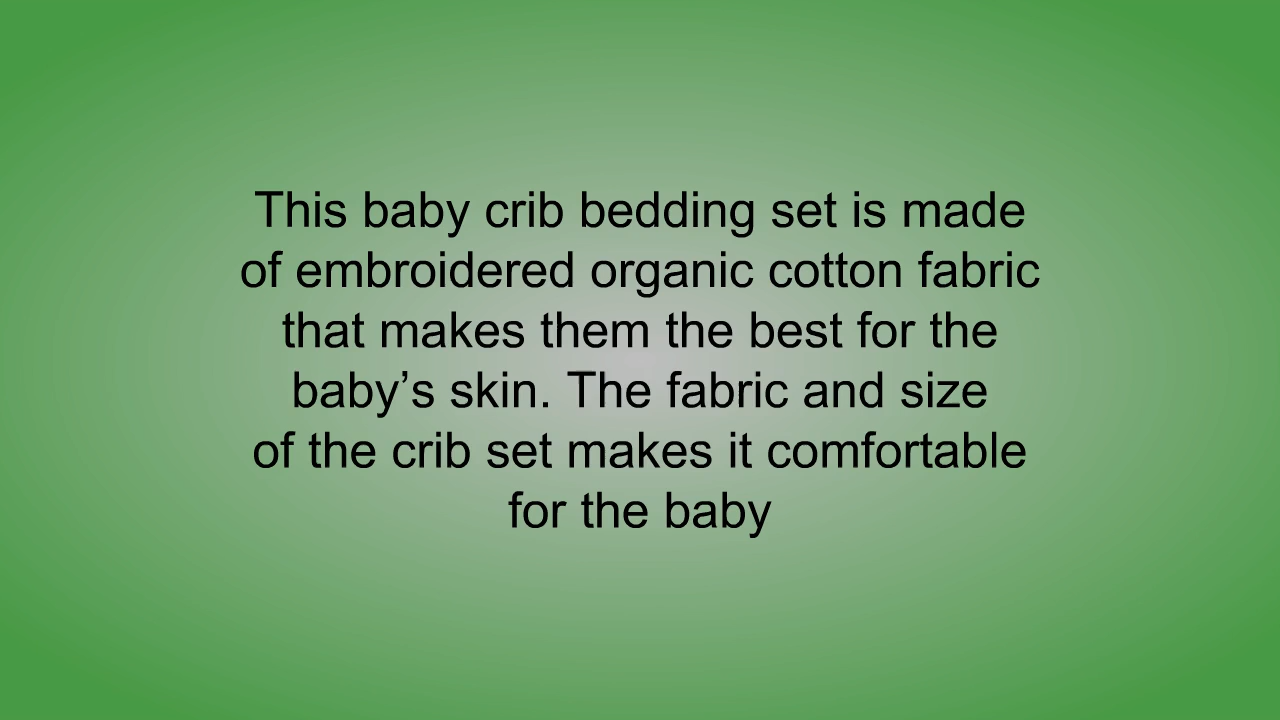 This baby crib bedding set is made
of embroidered organic cotton fabric
that makes them the best for the
baby’s skin. The fabric and size
of the crib set makes it comfortable
for the baby